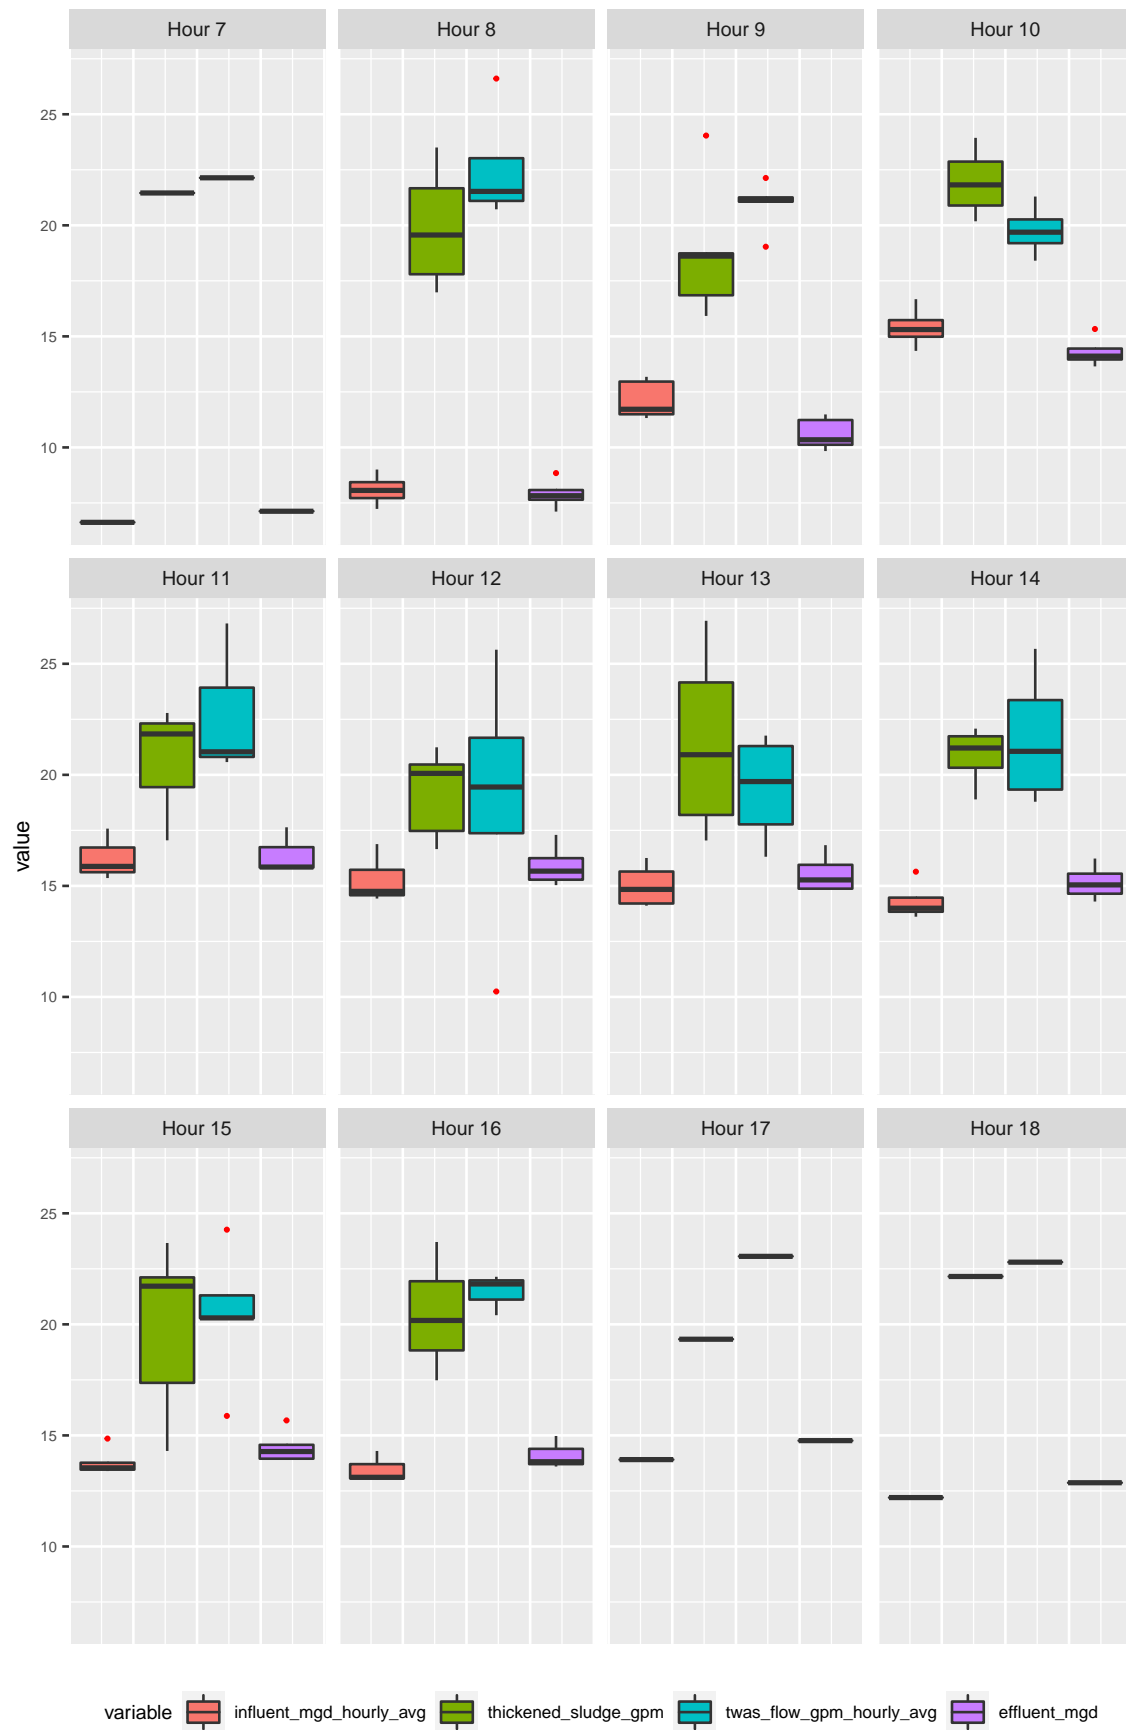 Hour 7 Hour 8 Hour 9 Hour 10
25
20
15
10
Hour 11 Hour 12 Hour 13 Hour 14
25
20
15
10
value
Hour 15 Hour 16 Hour 17 Hour 18
25
20
15
10
variable influent_mgd_hourly_avg thickened_sludge_gpm twas_flow_gpm_hourly_avg effluent_mgd